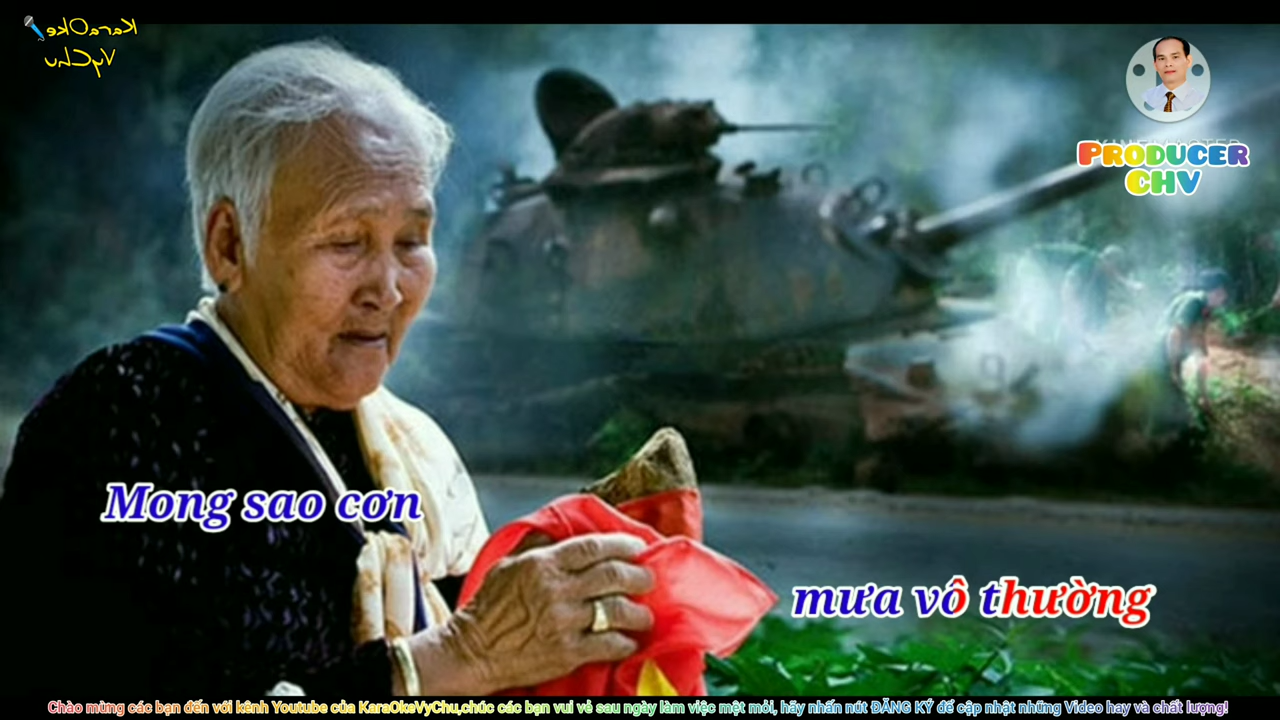 KaraOke
VyChu
PRODUCER
CHV
Mong sao cơn
mưa vô thường
Chào mừng các bạn đến với kênh Youtube của KaraOkeVyChu,chúc các bạn vui vẻ sau ngày làm việc mệt mỏi, hãy nhấn nút ĐĂNG KÝ để cập nhật những Video hay và chất lượng!